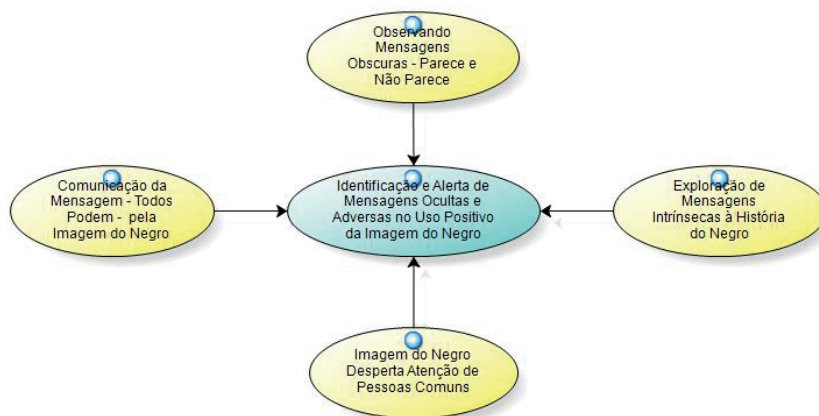 Observando
Mensagens
Obscuras - Parece e
Não Parece
Comunicação da
Mensagem - Todos
Podem - pela
Imagem do Negro
Identificação e Alerta de
Mensagens Ocultas e
Adversas no Uso Positivo
da Imagem do Negro
Exploração de
Mensagens
Intrínsecas à História
do Negro
Imagem do Negro
Desperta Atenção de
Pessoas Comuns